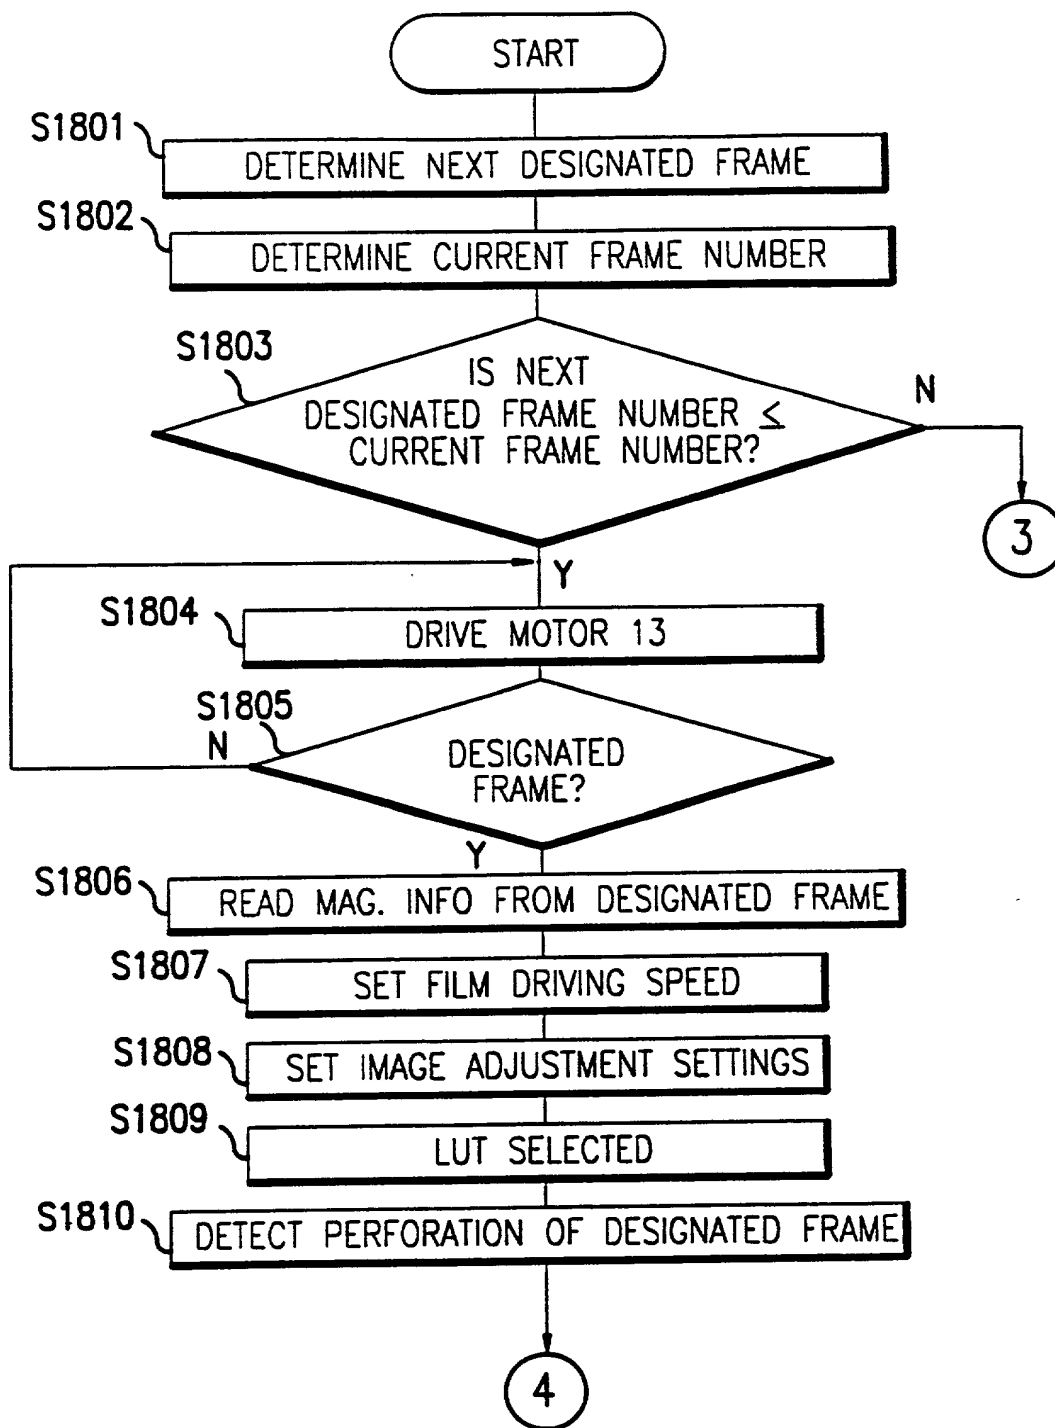 START
S1801
DETERMINE NEXT DESIGNATED FRAME
S1802
DETERMINE CURRENT FRAME NUMBER
S1803
IS NEXT
DESIGNATED FRAME NUMBER ≤
CURRENT FRAME NUMBER?
N
3
Y
S1804
DRIVE MOTOR 13
S1805
N
DESIGNATED
FRAME?
Y
S1806
READ MAG. INFO FROM DESIGNATED FRAME
S1807
SET FILM DRIVING SPEED
S1808
SET IMAGE ADJUSTMENT SETTINGS
S1809
LUT SELECTED
S1810
DETECT PERFORATION OF DESIGNATED FRAME
4